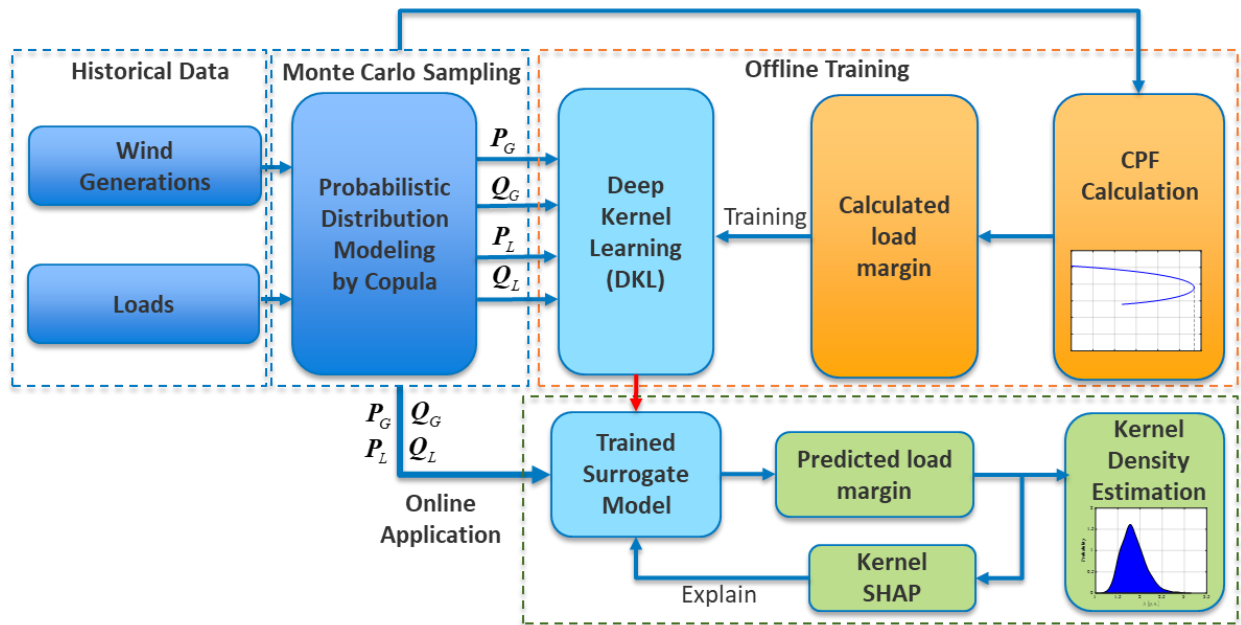 Historical Data
Monte Carlo Sampling
Offline Training
Wind
Generations
Loads
Probabilistic
Distribution
Modeling
by Copula
P_G
Q_G
P_L
Q_L
Deep
Kernel
Learning
(DKL)
Training
Calculated
load
margin
CPF
Calculation
P_G Q_G
P_L Q_L
Online
Application
Trained
Surrogate
Model
Predicted load
margin
Kernel
SHAP
Explain
Kernel
Density
Estimation